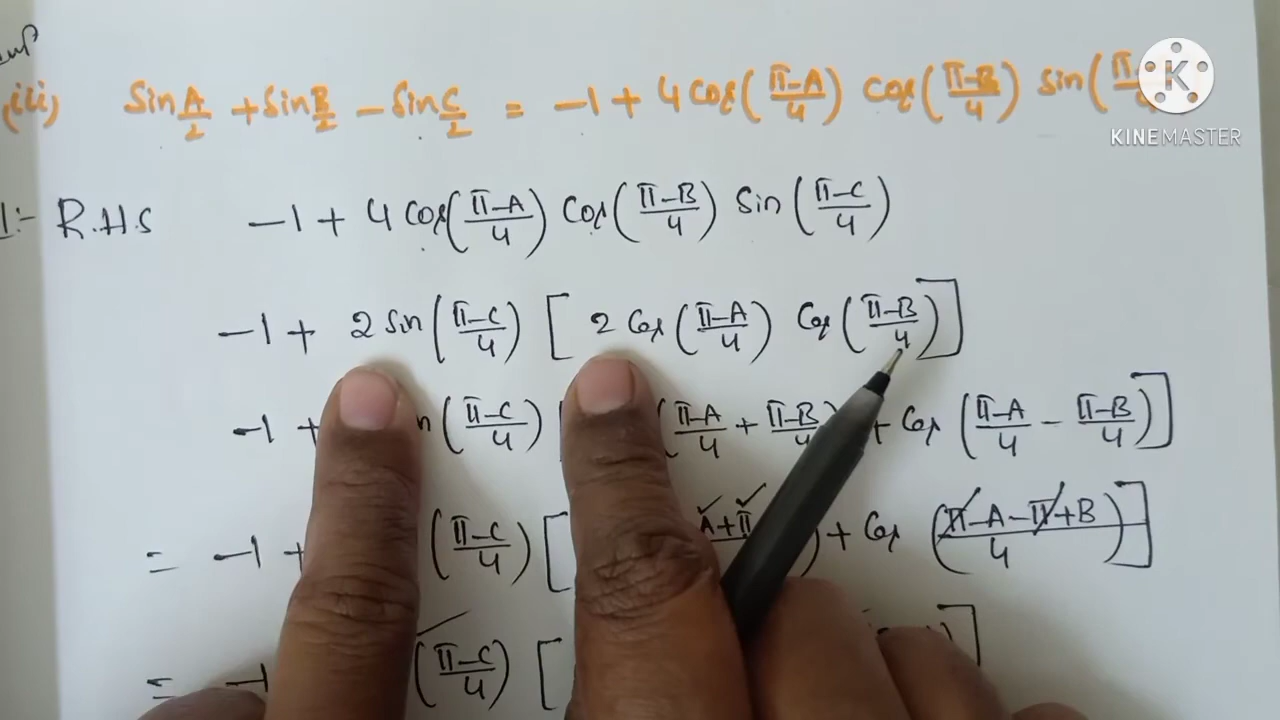 Imp
(iii) Sin A/2 + Sin B/2 - Sin C/2 = -1 + 4 Cos((π-A)/4) Cos((π-B)/4) Sin(π
KINEMASTER
:- R.H.S -1 + 4 Cos((π-A)/4) Cos((π-B)/4) Sin((π-C)/4)
-1 + 2 Sin((π-C)/4) [2 Cos((π-A)/4) Cos((π-B)/4)]
-1 + n((π-C)/4) [ ((π-A)/4 + (π-B)/4) + Cos((π-A)/4 - (π-B)/4)]
= -1 + ((π-C)/4) [ A+π ) + Cos((π-A-π+B)/4)]
= -1 ((π-C)/4) [ ]